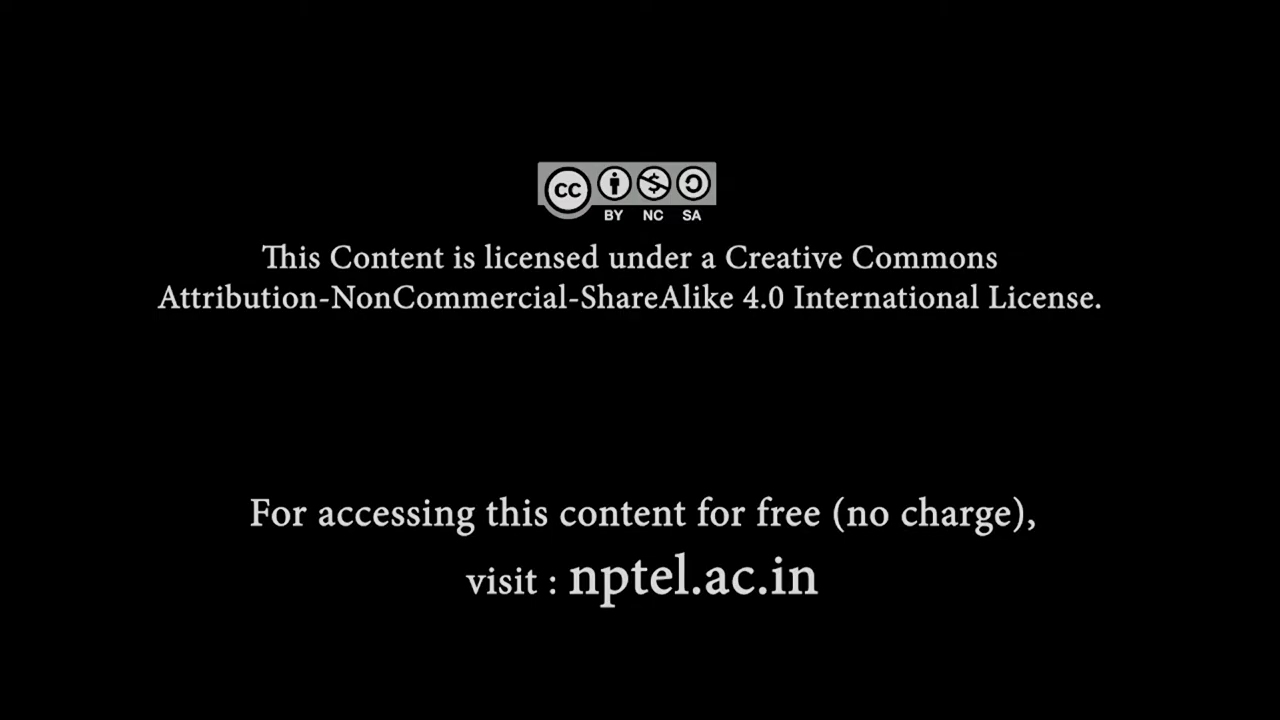 cc
BY NC SA
This Content is licensed under a Creative Commons
Attribution-NonCommercial-ShareAlike 4.0 International License.
For accessing this content for free (no charge),
visit : nptel.ac.in